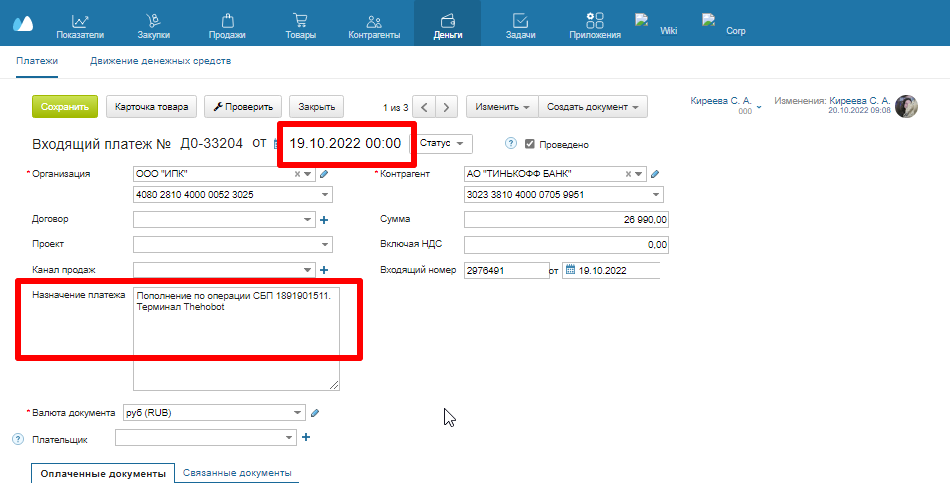 Показатели
Закупки
Продажи
Товары
Контрагенты
Деньги
Задачи
Приложения
Wiki
Corp
Платежи
Движение денежных средств
Сохранить
Карточка товара
Проверить
Закрыть
1 из 3
Изменить
Создать документ
Киреева С. А.
000
Изменения: Киреева С. А.
20.10.2022 09:08
Входящий платеж № Д0-33204 от 19.10.2022 00:00 Статус ? Проведено
* Организация ООО "ИПК"
4080 2810 4000 0052 3025
* Контрагент АО "ТИНЬКОФФ БАНК"
3023 3810 4000 0705 9951
Договор
Сумма 26 990,00
Проект
Включая НДС 0,00
Канал продаж
Входящий номер 2976491 от 19.10.2022
Назначение платежа
Пополнение по операции СБП 1891901511.
Терминал Thehobot
* Валюта документа руб (RUB)
? Плательщик
Оплаченные документы
Связанные документы